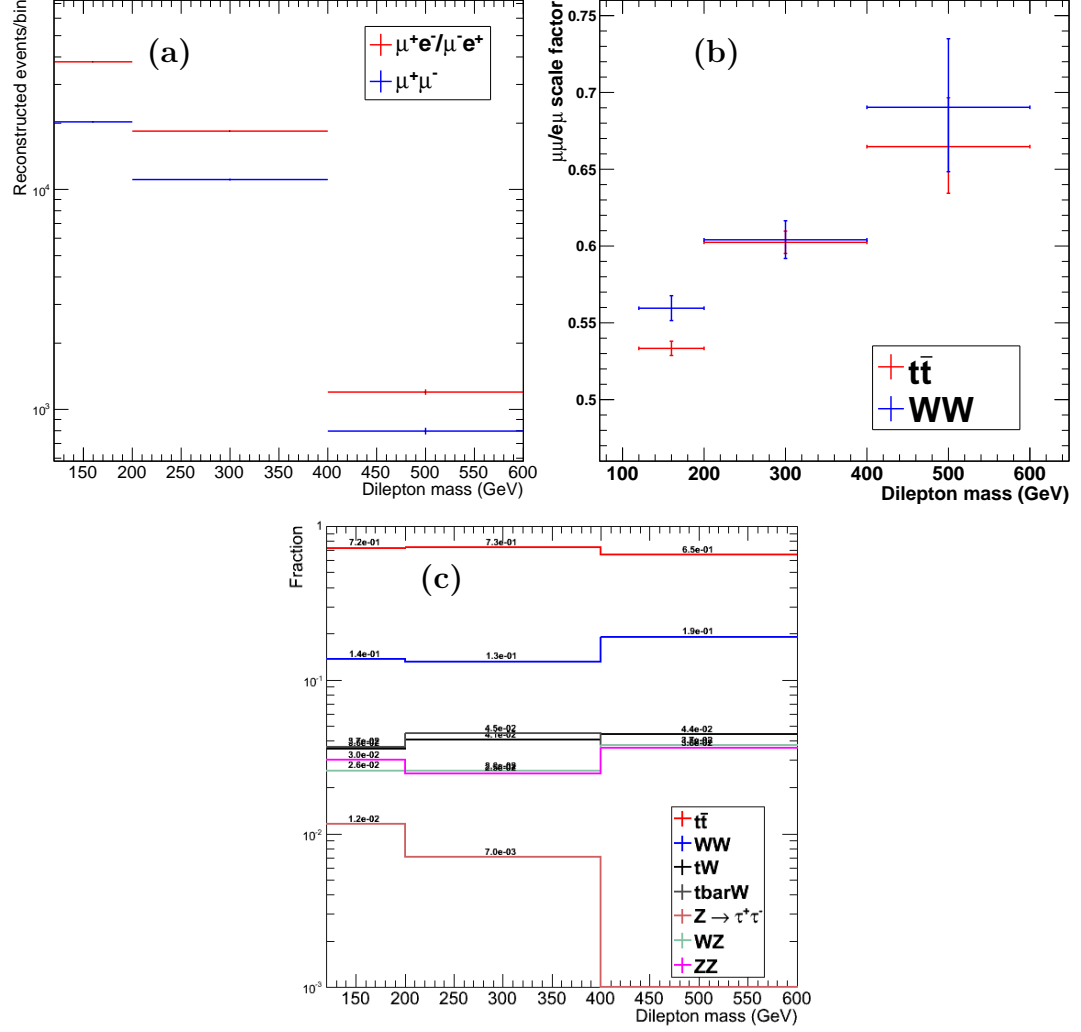 Reconstructed events/bin
(a)
μ⁺e⁻/μ⁻e⁺
μ⁺μ⁻
10⁴
10³
150 200 250 300 350 400 450 500 550 600
Dilepton mass (GeV)
μμ/eμ scale factor
(b)
0.75
0.7
0.65
0.6
0.55
0.5
tt̄
WW
100 200 300 400 500 600
Dilepton mass (GeV)
Fraction
(c)
1
7.2e-01 7.3e-01 6.5e-01
1.4e-01 1.3e-01 1.9e-01
10⁻¹
4.5e-02 4.4e-02
4.1e-02
3.0e-02
2.6e-02
1.2e-02
10⁻²
7.0e-03
tt̄
WW
tW
tbarW
Z → τ⁺τ⁻
WZ
ZZ
10⁻³
150 200 250 300 350 400 450 500 550 600
Dilepton mass (GeV)